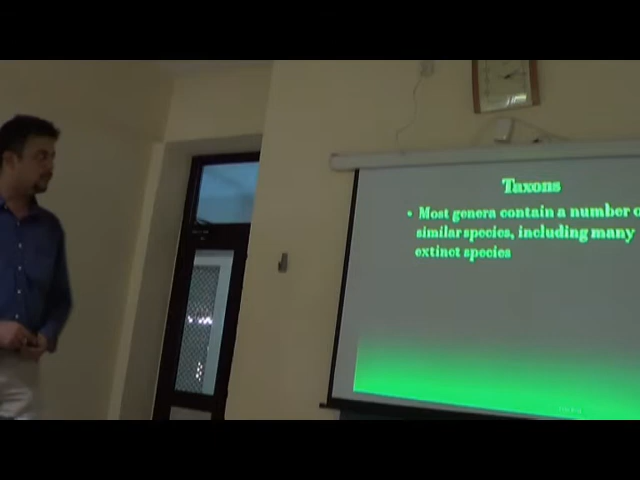 Taxons
• Most genera contain a number o
similar species, including many
extinct species